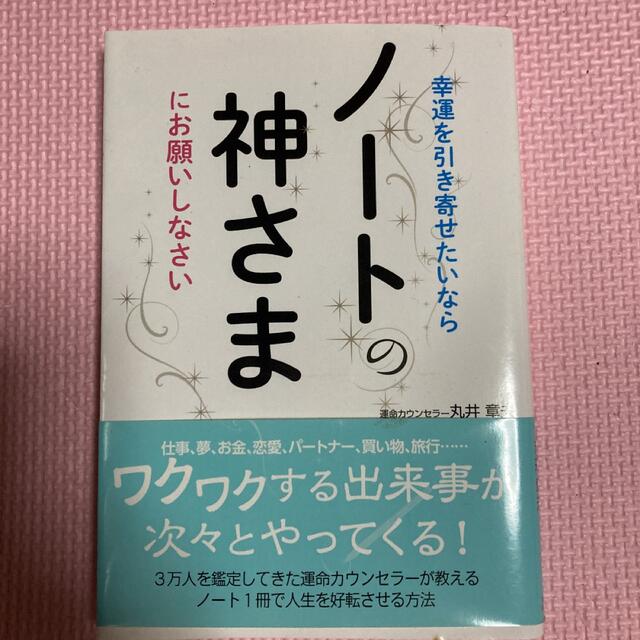 幸運を引き寄せたいなら
ノートの
神さま
にお願いしなさい
運命カウンセラー 丸井 章
仕事、夢、お金、恋愛、パートナー、買い物、旅行……
ワクワクする出来事が
次々とやってくる!
3万人を鑑定してきた運命カウンセラーが教える
ノート1冊で人生を好転させる方法